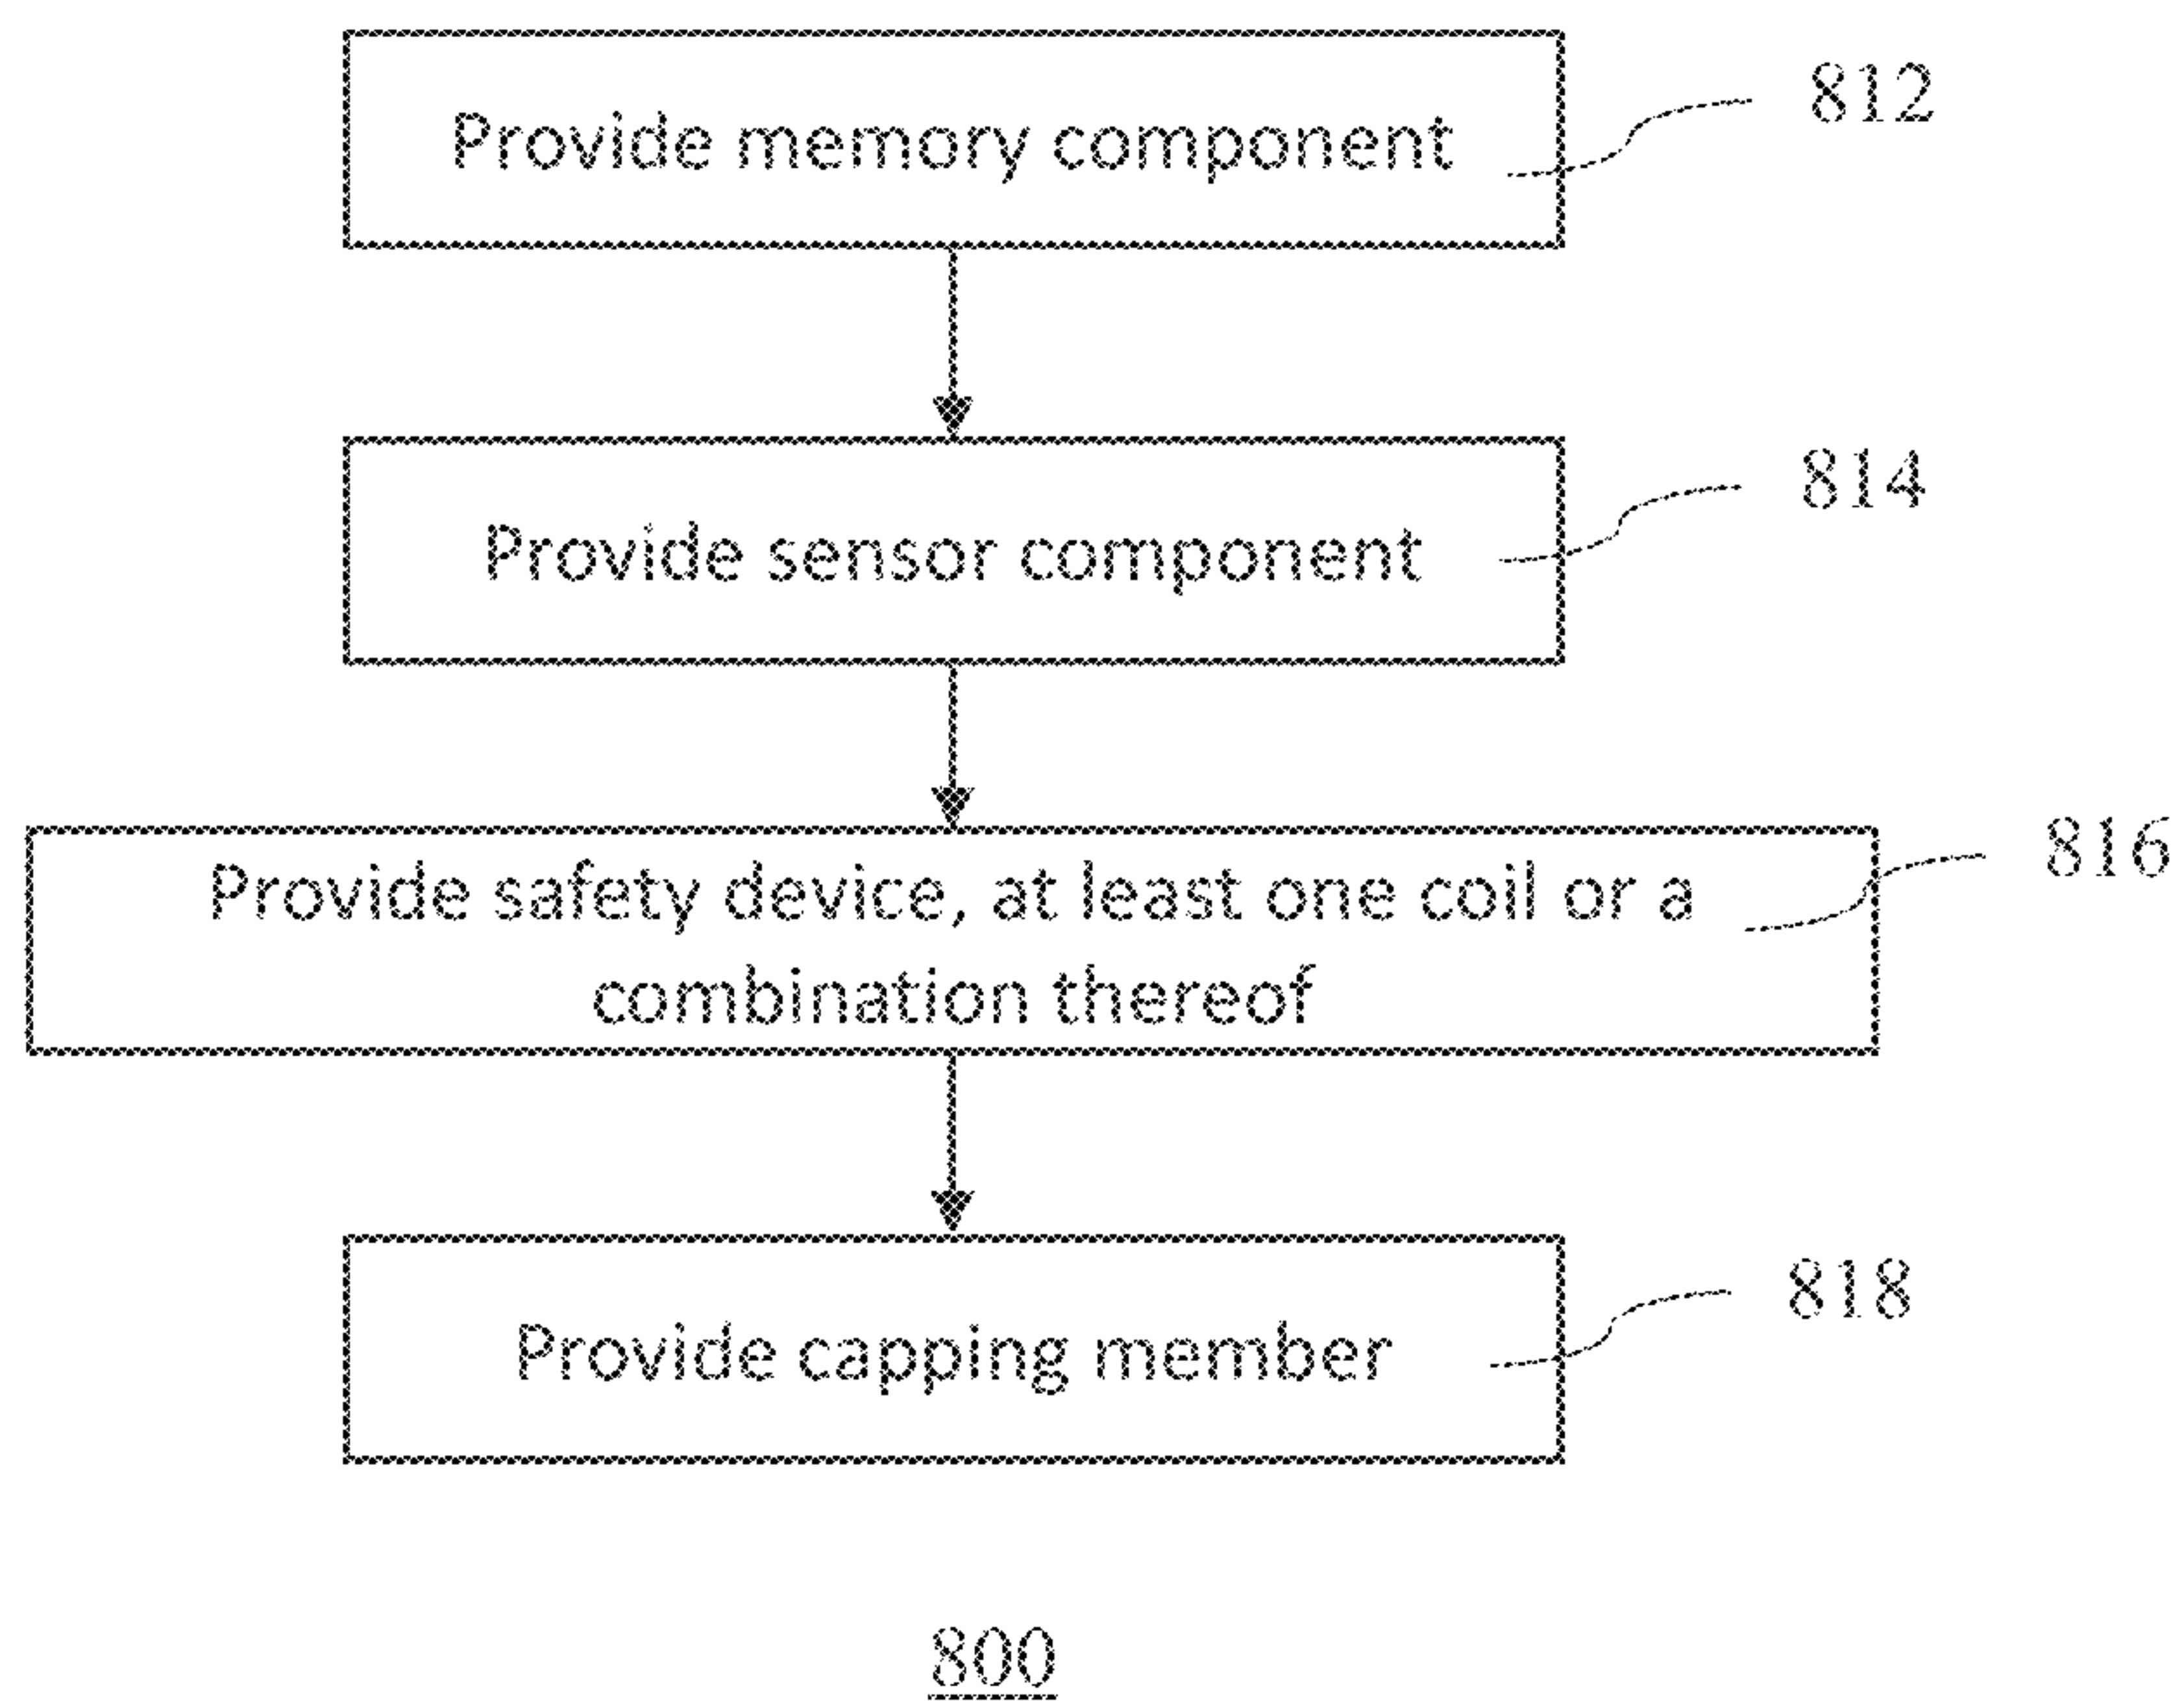 Provide memory component
812
Provide sensor component
814
Provide safety device, at least one coil or a
combination thereof
816
Provide capping member
818
800